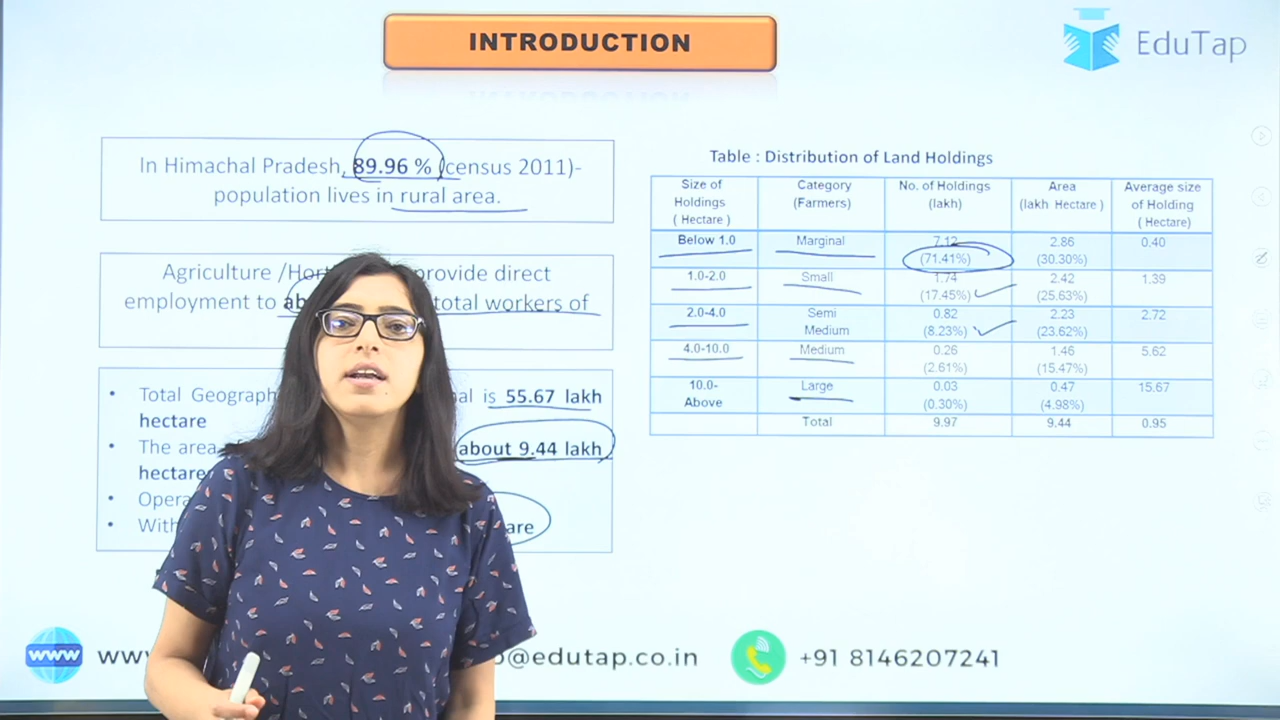 INTRODUCTION
EduTap
In Himachal Pradesh, 89.96 % (census 2011)-
population lives in rural area.
Agriculture provide direct
employment to total workers of
Total is 55.67 lakh
hectare
The area about 9.44 lakh
hectare
Table : Distribution of Land Holdings
Size of Holdings ( Hectare ) Category (Farmers) No. of Holdings (lakh) Area (lakh Hectare ) Average size of Holding (Hectare)
Below 1.0 Marginal 7.12 (71.41%) 2.86 (30.30%) 0.40
1.0-2.0 Small 1.74 (17.45%) 2.42 (25.63%) 1.39
2.0-4.0 Semi Medium 0.82 (8.23%) 2.23 (23.62%) 2.72
4.0-10.0 Medium 0.26 (2.61%) 1.46 (15.47%) 5.62
10.0- Above Large 0.03 (0.30%) 0.47 (4.98%) 15.67
Total 9.97 9.44 0.95
www
@edutap.co.in
+91 8146207241